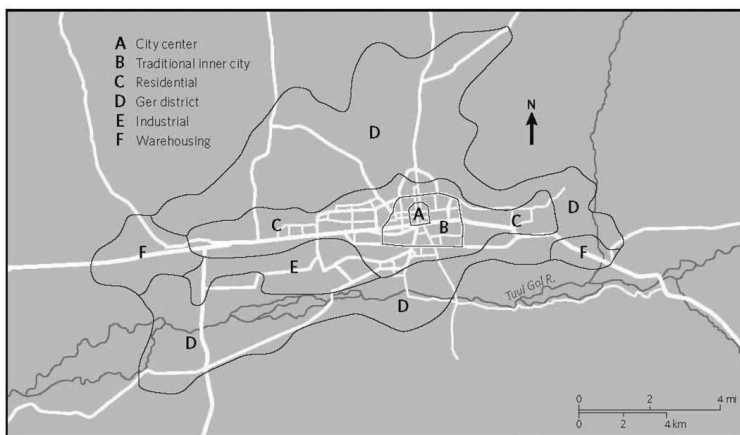 A City center
B Traditional inner city
C Residential
D Ger district
E Industrial
F Warehousing
N
D
A
D
C
C
B
F
F
E
Tuul Gol R.
D
D
0 2 4 mi
0 2 4 km